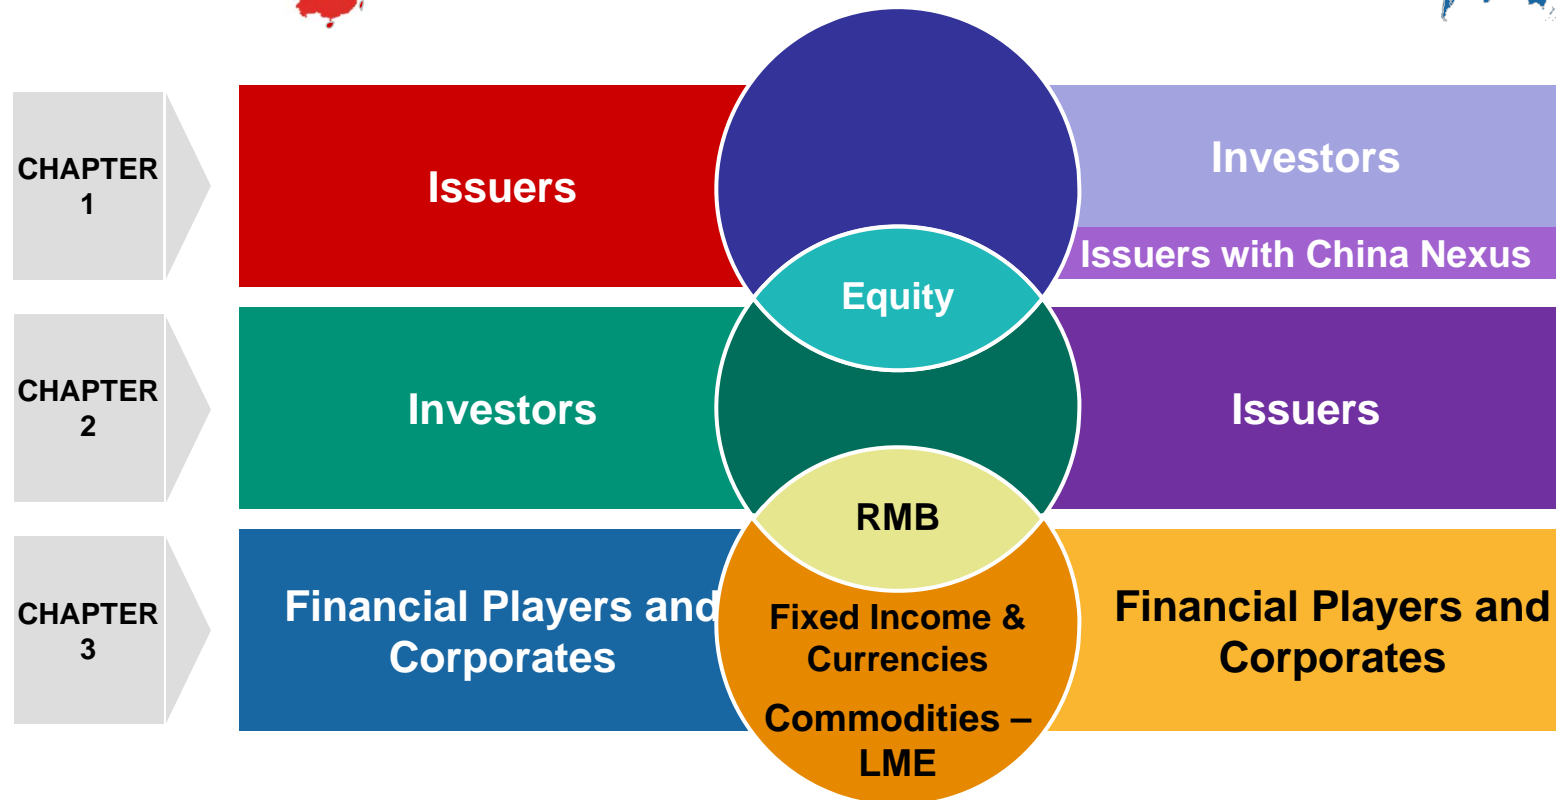 CHAPTER
1
Issuers
Investors
Issuers with China Nexus
Equity
CHAPTER
2
Investors
Issuers
RMB
CHAPTER
3
Financial Players and
Corporates
Fixed Income &
Currencies
Commodities –
LME
Financial Players and
Corporates